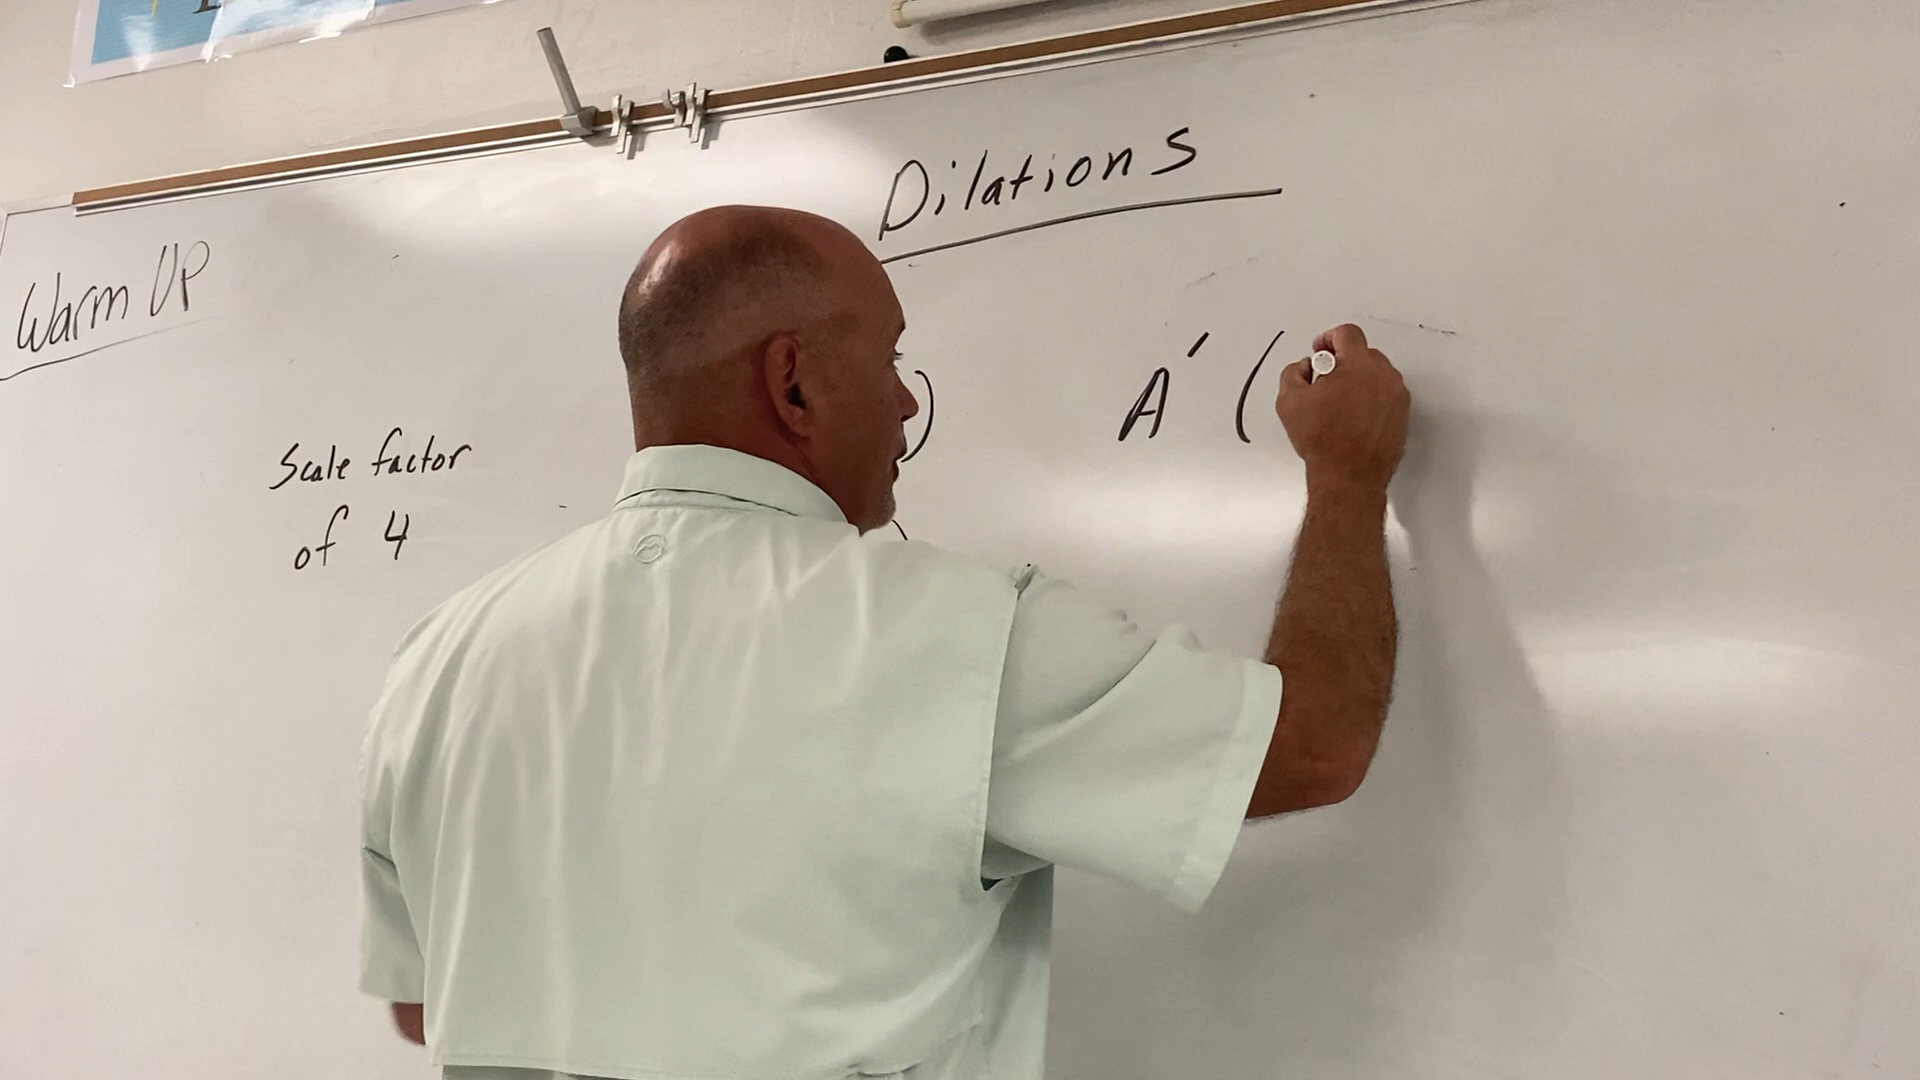 Dilations
Warm UP
Scale factor
of 4
)
A' (
)